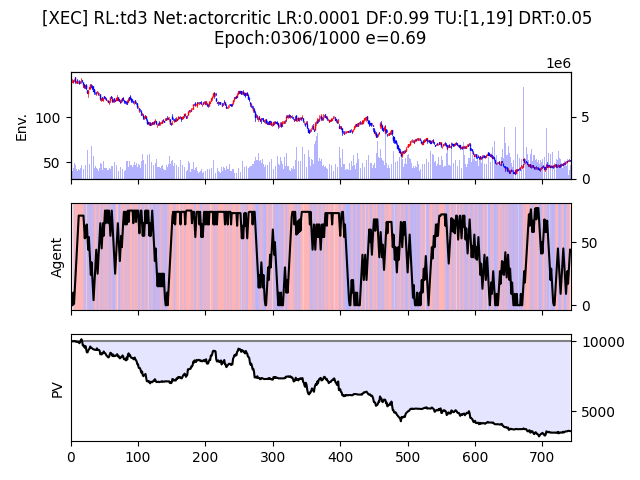 [XEC] RL:td3 Net:actorcritic LR:0.0001 DF:0.99 TU:[1,19] DRT:0.05
Epoch:0306/1000 e=0.69
1e6
Env.
100
50
5
0
Agent
50
0
PV
10000
5000
0 100 200 300 400 500 600 700